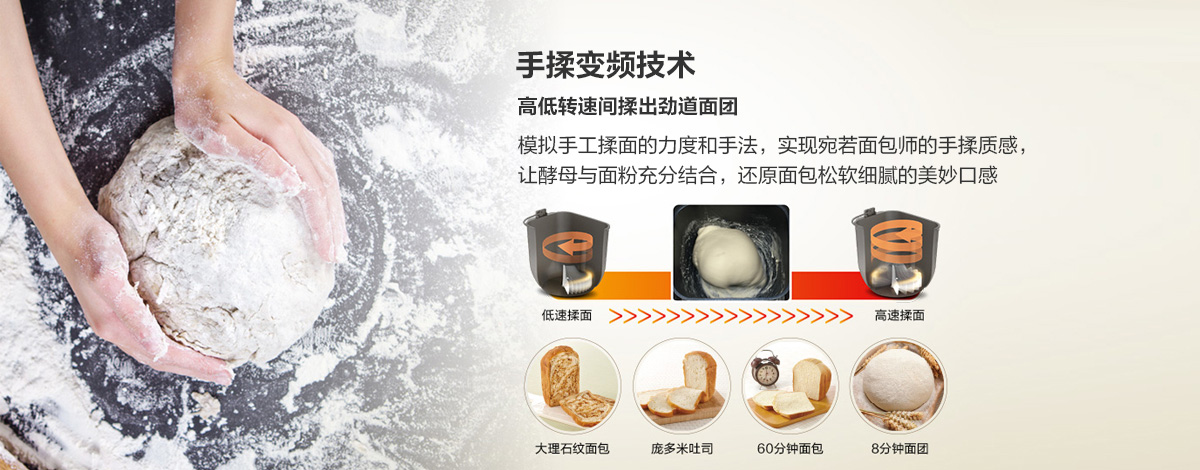 手揉变频技术
高低转速间揉出劲道面团
模拟手工揉面的力度和手法，实现宛若面包师的手揉质感，
让酵母与面粉充分结合，还原面包松软细腻的美妙口感
低速揉面 高速揉面
大理石纹面包 庞多米吐司 60分钟面包 8分钟面团